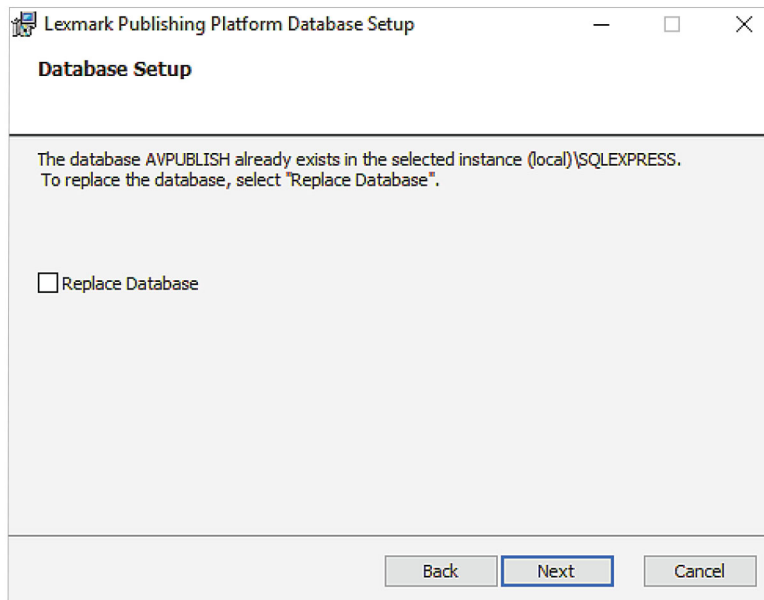 Lexmark Publishing Platform Database Setup
Database Setup
The database AVPUBLISH already exists in the selected instance (local)\SQLEXPRESS.
To replace the database, select "Replace Database".
Replace Database
Back Next Cancel